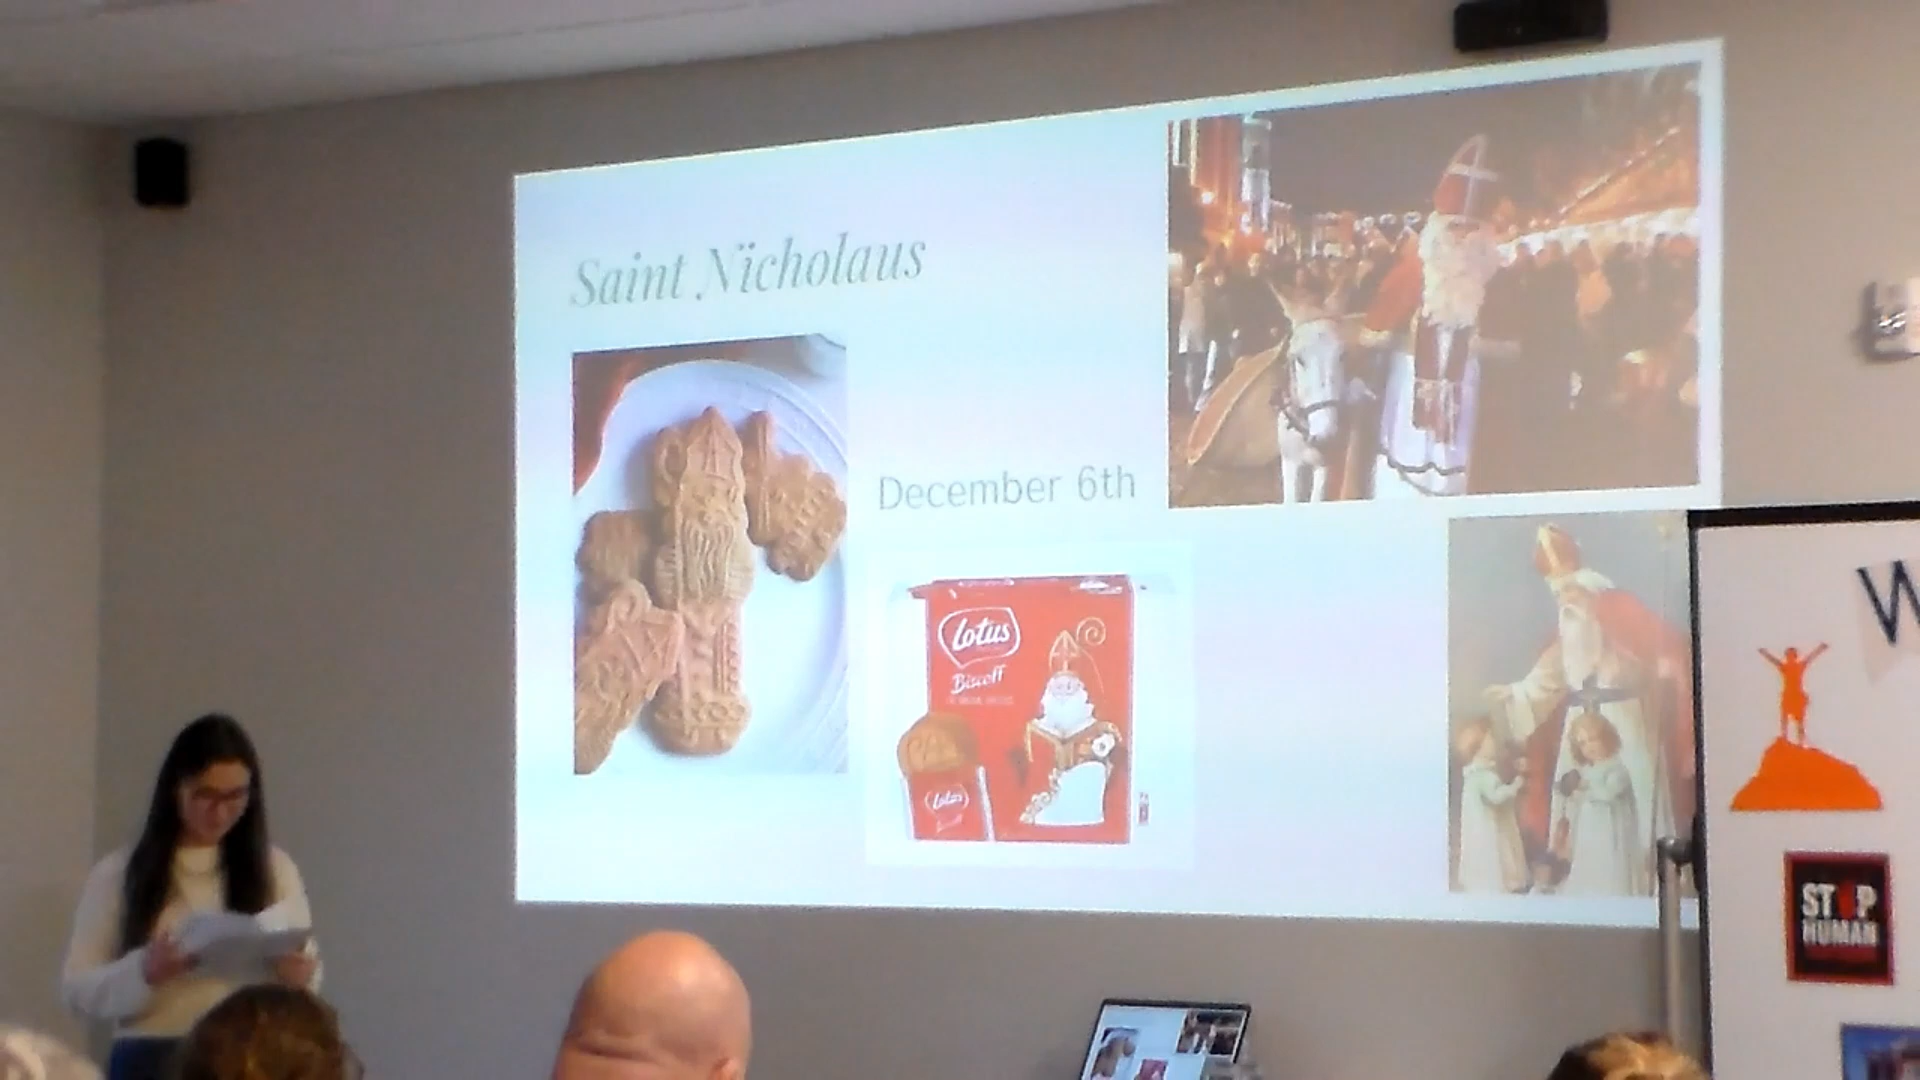 Saint Nicholaus
December 6th
Lotus
Biscoff
Lotus
W
STOP
HUMAN